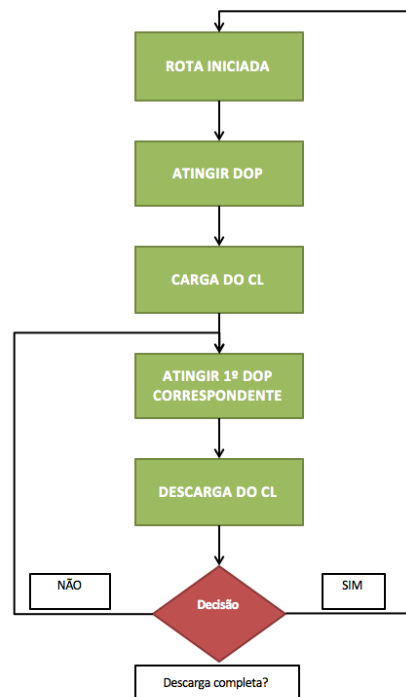 ROTA INICIADA
ATINGIR DOP
CARGA DO CL
ATINGIR 1º DOP
CORRESPONDENTE
DESCARGA DO CL
NÃO
Decisão
SIM
Descarga completa?